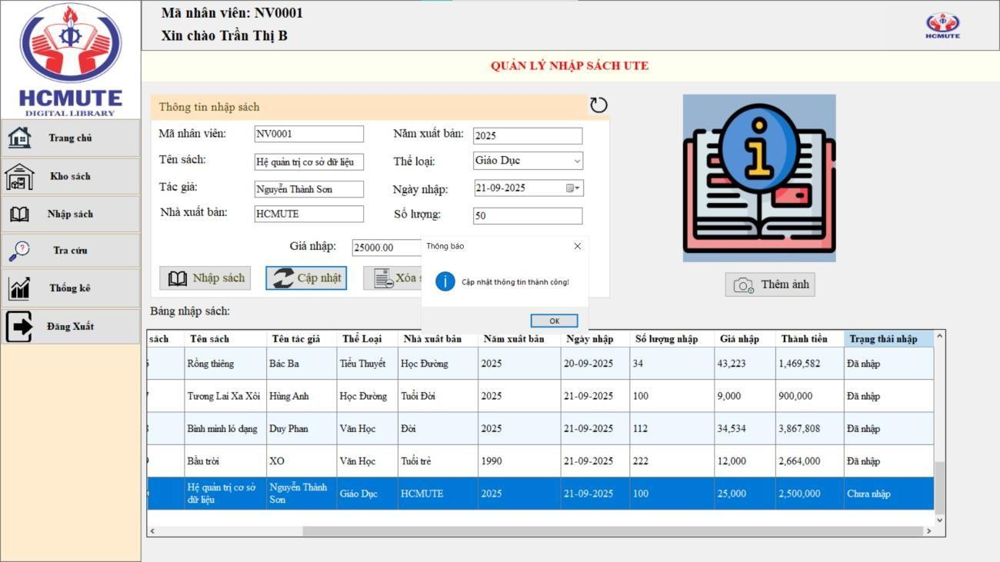 Mã nhân viên: NV0001
Xin chào Trần Thị B
HCMUTE
HCMUTE
DIGITAL LIBRARY
QUẢN LÝ NHẬP SÁCH UTE
Trang chủ
Kho sách
Nhập sách
Tra cứu
Thống kê
Đăng Xuất
Thông tin nhập sách
Mã nhân viên: NV0001 Năm xuất bản: 2025
Tên sách: Hệ quản trị cơ sở dữ liệu Thể loại: Giáo Dục
Tác giả: Nguyễn Thành Sơn Ngày nhập: 21-09-2025
Nhà xuất bản: HCMUTE Số lượng: 50
Giá nhập: 25000.00
Nhập sách Cập nhật Xóa
Thông báo
Cập nhật thông tin thành công!
OK
Thêm ảnh
Bảng nhập sách:
sách Tên sách Tên tác giả Thể Loại Nhà xuất bản Năm xuất bản Ngày nhập Số lượng nhập Giá nhập Thành tiền Trạng thái nhập
Rồng thiêng Bác Ba Tiểu Thuyết Học Đường 2025 20-09-2025 34 43,223 1,469,582 Đã nhập
Tương Lai Xa Xôi Hùng Anh Học Đường Tuổi Đời 2025 21-09-2025 100 9,000 900,000 Đã nhập
Bình minh ló dạng Duy Phan Văn Học Đời 2025 21-09-2025 112 34,534 3,867,808 Đã nhập
Bầu trời XO Văn Học Tuổi trẻ 1990 21-09-2025 222 12,000 2,664,000 Đã nhập
Hệ quản trị cơ sở dữ liệu Nguyễn Thành Sơn Giáo Dục HCMUTE 2025 21-09-2025 100 25,000 2,500,000 Chưa nhập